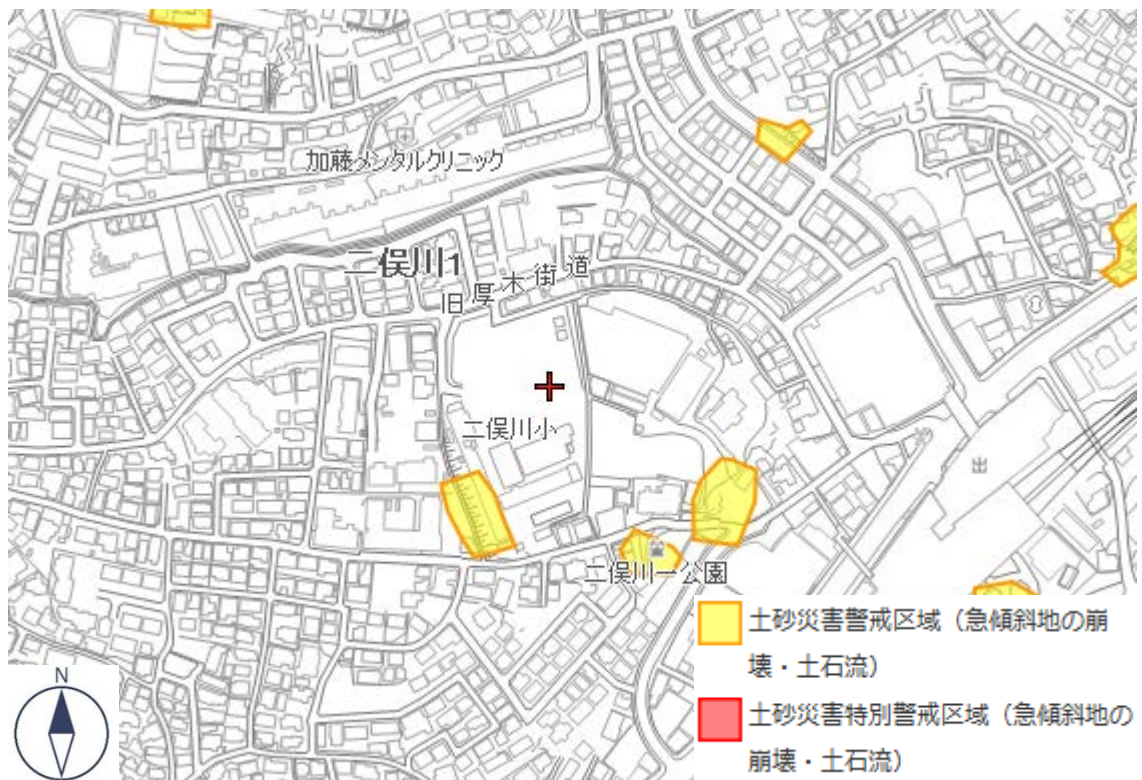 加藤メンタルクリニック
二俣川1
旧厚木街道
二俣川小
二俣川一公園
N
土砂災害警戒区域（急傾斜地の崩
壊・土石流）
土砂災害特別警戒区域（急傾斜地の
崩壊・土石流）